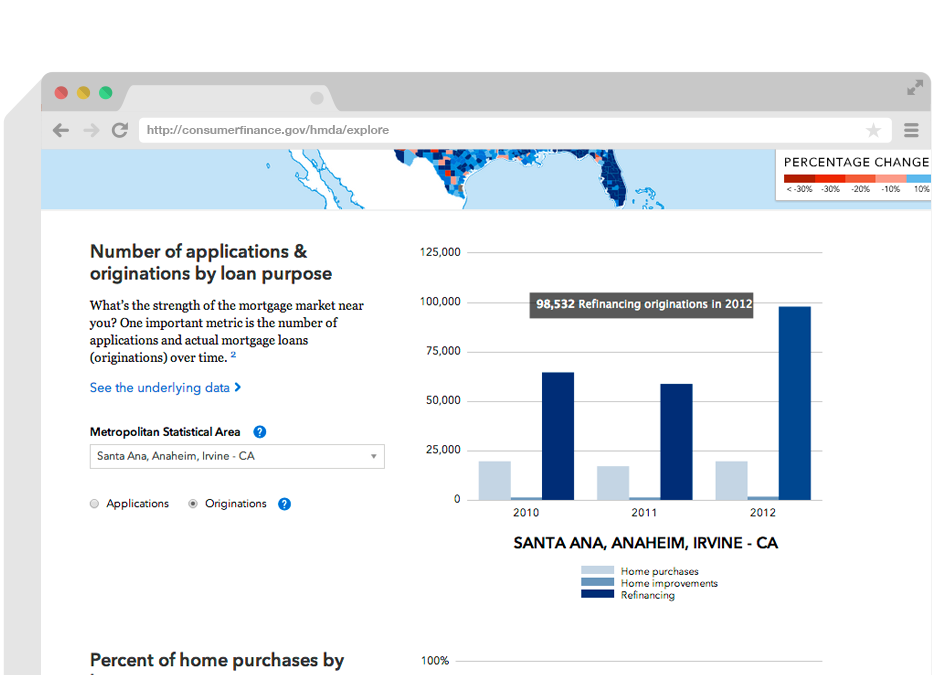 http://consumerfinance.gov/hmda/explore
PERCENTAGE CHANGE
< -30% -30% -20% -10% 10%
Number of applications &
originations by loan purpose
What's the strength of the mortgage market near
you? One important metric is the number of
applications and actual mortgage loans
(originations) over time. 2
See the underlying data
Metropolitan Statistical Area ?
Santa Ana, Anaheim, Irvine - CA
Applications Originations ?
125,000
100,000
75,000
50,000
25,000
0
98,532 Refinancing originations in 2012
2010 2011 2012
SANTA ANA, ANAHEIM, IRVINE - CA
Home purchases
Home improvements
Refinancing
Percent of home purchases by
100%